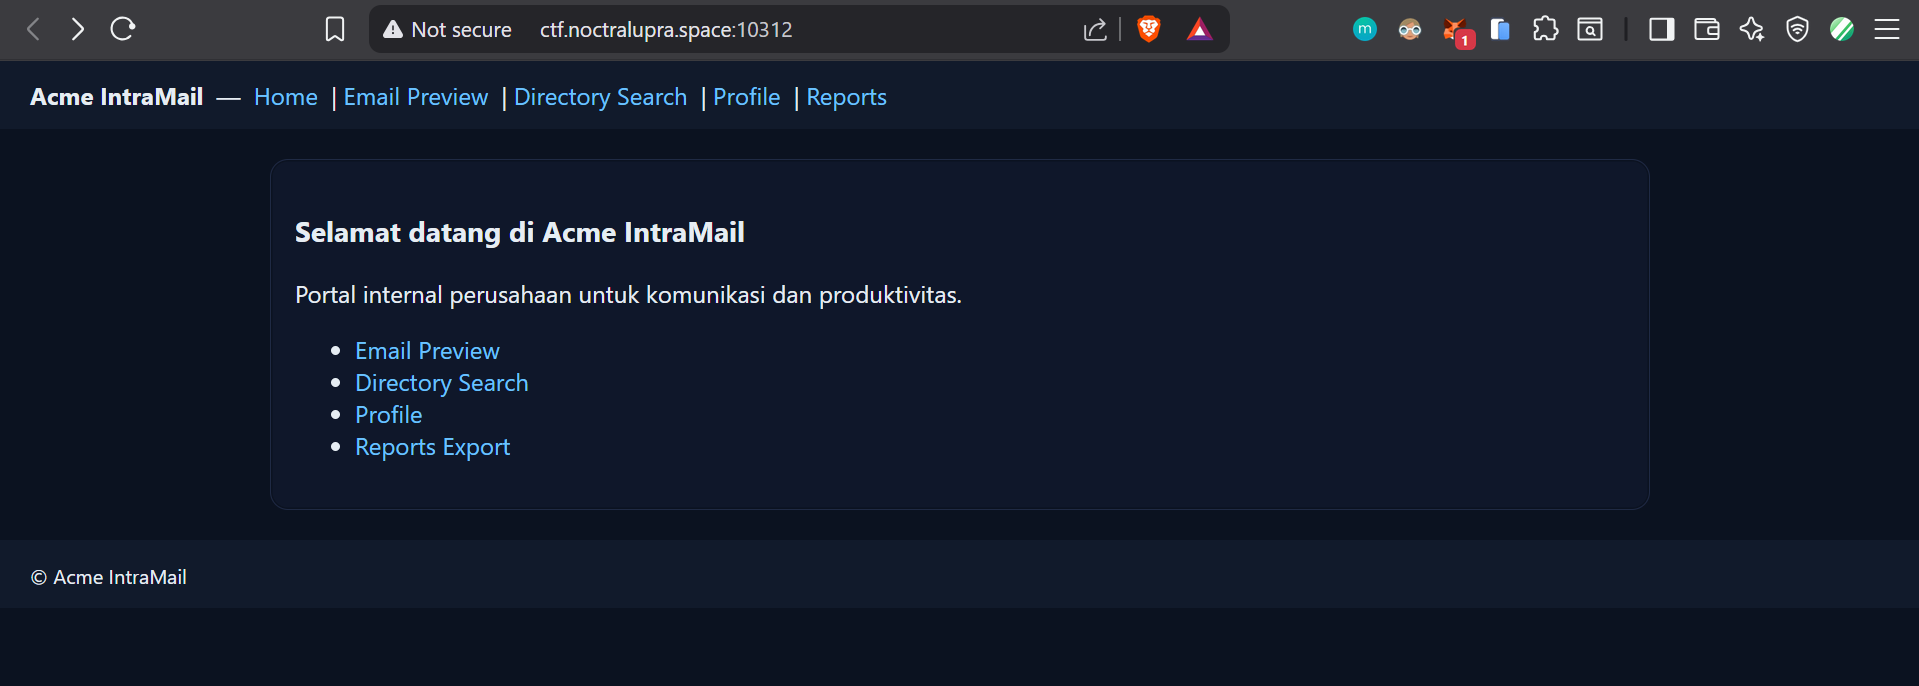 Not secure ctf.noctralupra.space:10312
m
1
Acme IntraMail — Home | Email Preview | Directory Search | Profile | Reports
Selamat datang di Acme IntraMail
Portal internal perusahaan untuk komunikasi dan produktivitas.
• Email Preview
• Directory Search
• Profile
• Reports Export
© Acme IntraMail